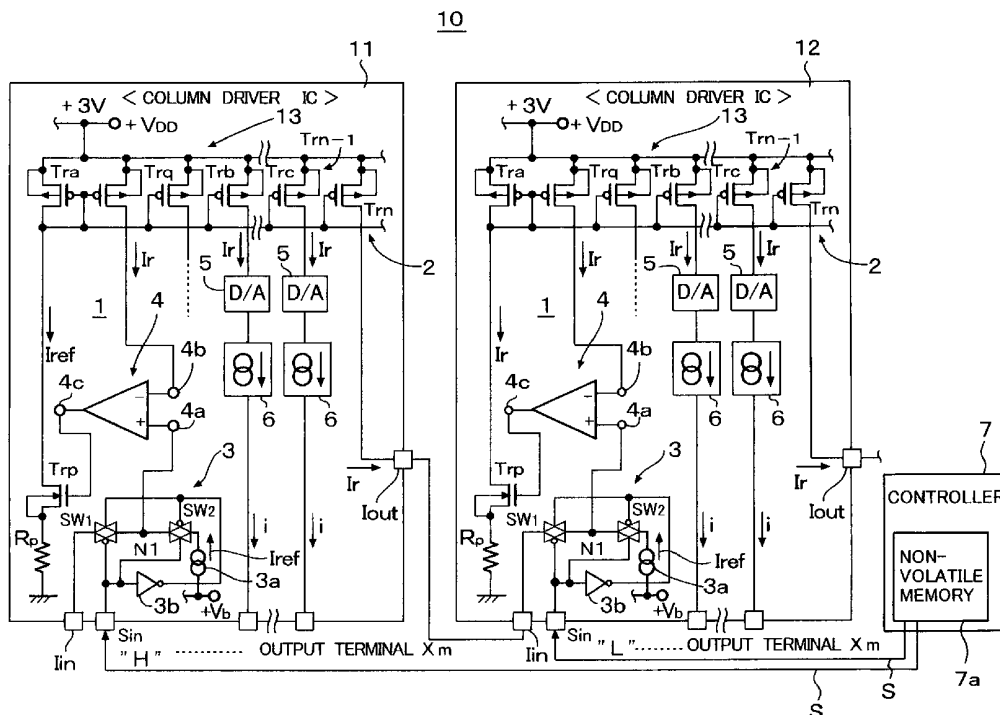 10
11
12
+3V
< COLUMN DRIVER IC >
+VDD
13
Trn-1
Tra
Trq
Trb
Trc
Trn
2
Ir
5
D/A
5
D/A
Ir
Ir
1
4
4b
4c
4a
Iref
6
6
Trp
3
SW1
SW2
N1
Iref
3a
3b
+Vb
Rp
i
i
Ir
Iout
Iin
Sin
"H"
OUTPUT TERMINAL Xm
+3V
< COLUMN DRIVER IC >
+VDD
13
Trn-1
Tra
Trq
Trb
Trc
Trn
2
Ir
5
D/A
5
D/A
Ir
Ir
1
4
4b
4c
4a
Ir
6
6
Trp
3
SW1
SW2
N1
Iref
3a
3b
+Vb
Rp
i
i
Ir
Iout
Iin
Sin
"L"
OUTPUT TERMINAL Xm
7
CONTROLLER
NON-
VOLATILE
MEMORY
7a
S
S